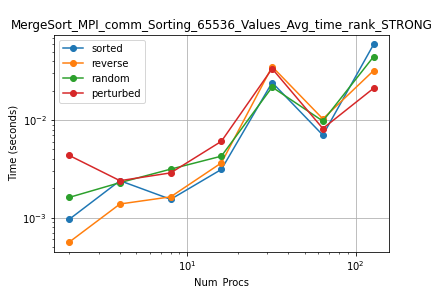 MergeSort_MPI_comm_Sorting_65536_Values_Avg_time_rank_STRONG
sorted
reverse
random
perturbed
Time (seconds)
10⁻²
10⁻³
10¹
10²
Num_Procs